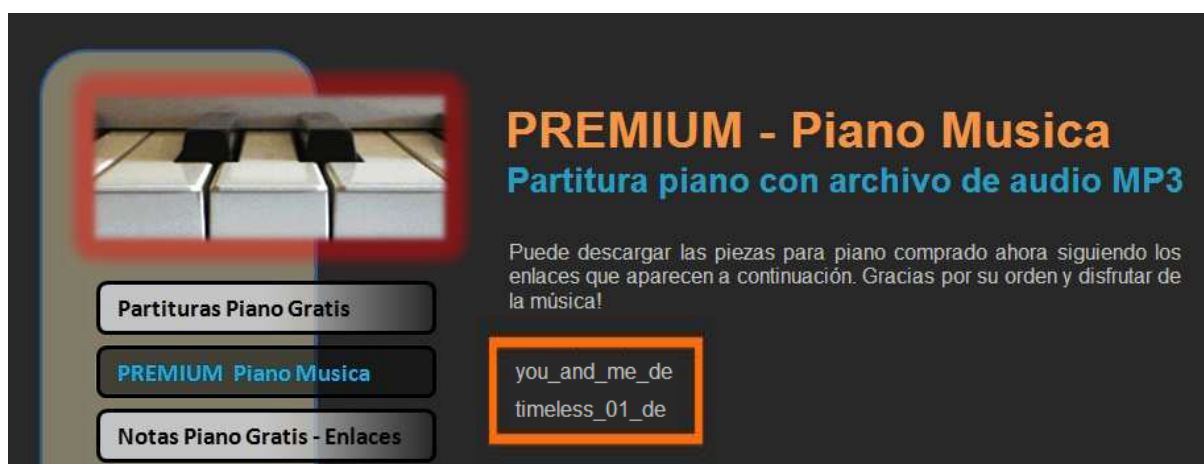 PREMIUM - Piano Musica
Partitura piano con archivo de audio MP3
Puede descargar las piezas para piano comprado ahora siguiendo los
enlaces que aparecen a continuación. Gracias por su orden y disfrutar de
la música!
Partituras Piano Gratis
PREMIUM Piano Musica
Notas Piano Gratis - Enlaces
you_and_me_de
timeless_01_de